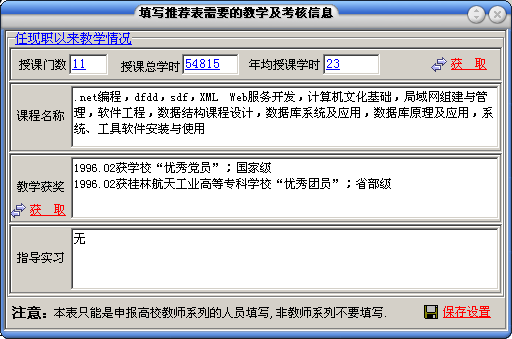 填写推荐表需要的教学及考核信息
任现职以来教学情况
授课门数 11 授课总学时 54815 年均授课学时 23 获 取
课程名称
.net编程，dfdd，sdf，XML Web服务开发，计算机文化基础，局域网组建与管
理，软件工程，数据结构课程设计，数据库系统及应用，数据库原理及应用，系
统、工具软件安装与使用
教学获奖
获 取
1996.02获学校“优秀党员”；国家级
1996.02获桂林航天工业高等专科学校“优秀团员”；省部级
指导实习
无
注意：本表只能是申报高校教师系列的人员填写,非教师系列不要填写. 保存设置